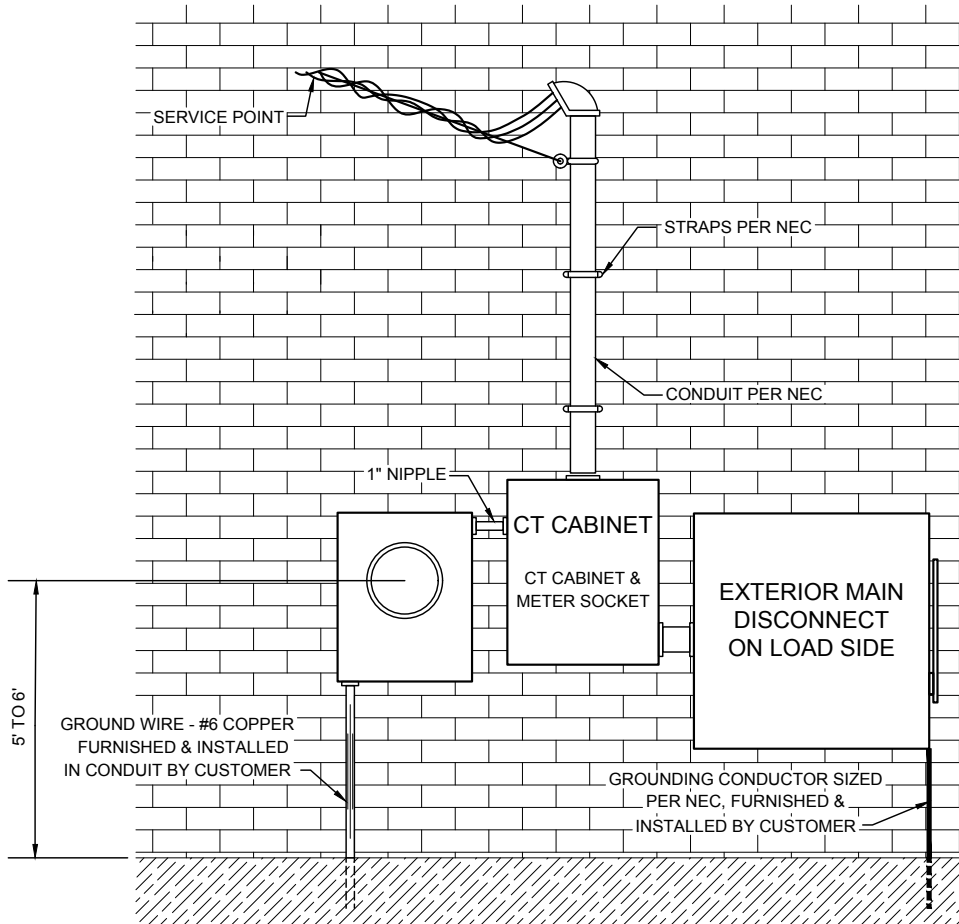 SERVICE POINT
STRAPS PER NEC
CONDUIT PER NEC
1" NIPPLE
CT CABINET
CT CABINET &
METER SOCKET
EXTERIOR MAIN
DISCONNECT
ON LOAD SIDE
5' TO 6'
GROUND WIRE - #6 COPPER
FURNISHED & INSTALLED
IN CONDUIT BY CUSTOMER
GROUNDING CONDUCTOR SIZED
PER NEC, FURNISHED &
INSTALLED BY CUSTOMER